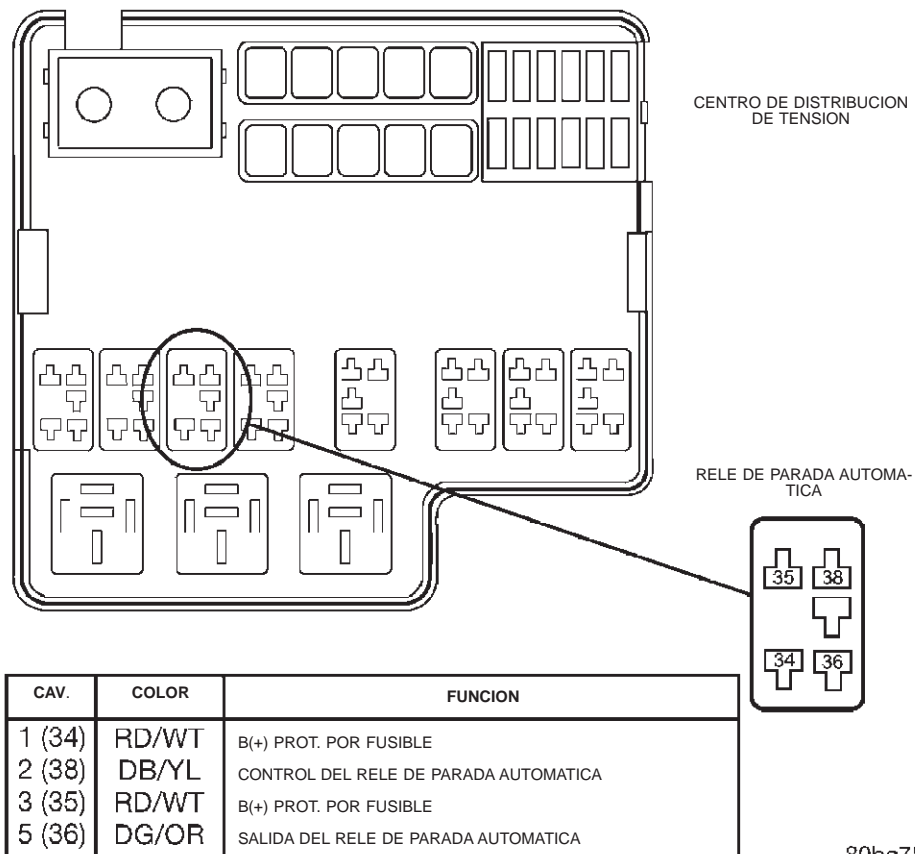 CENTRO DE DISTRIBUCION
DE TENSION
RELE DE PARADA AUTOMA-
TICA
35 38
34 36
CAV. COLOR FUNCION
1 (34) RD/WT B(+) PROT. POR FUSIBLE
2 (38) DB/YL CONTROL DEL RELE DE PARADA AUTOMATICA
3 (35) RD/WT B(+) PROT. POR FUSIBLE
5 (36) DG/OR SALIDA DEL RELE DE PARADA AUTOMATICA